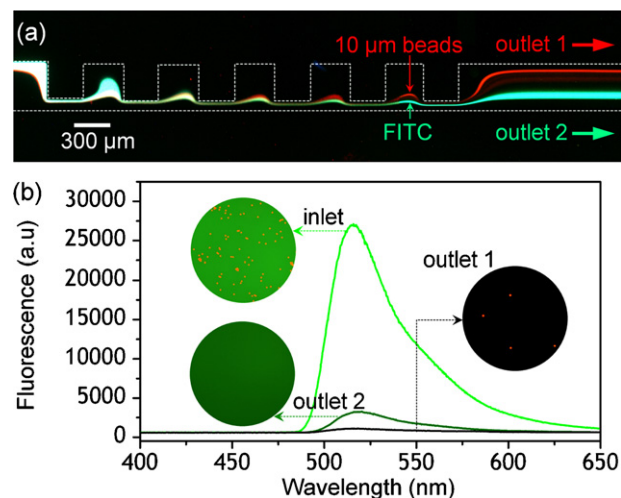 (a)
10 µm beads
outlet 1
300 µm
FITC
outlet 2
(b)
Fluorescence (a.u)
30000
25000
20000
15000
10000
5000
0
inlet
outlet 1
outlet 2
400 450 500 550 600 650
Wavelength (nm)